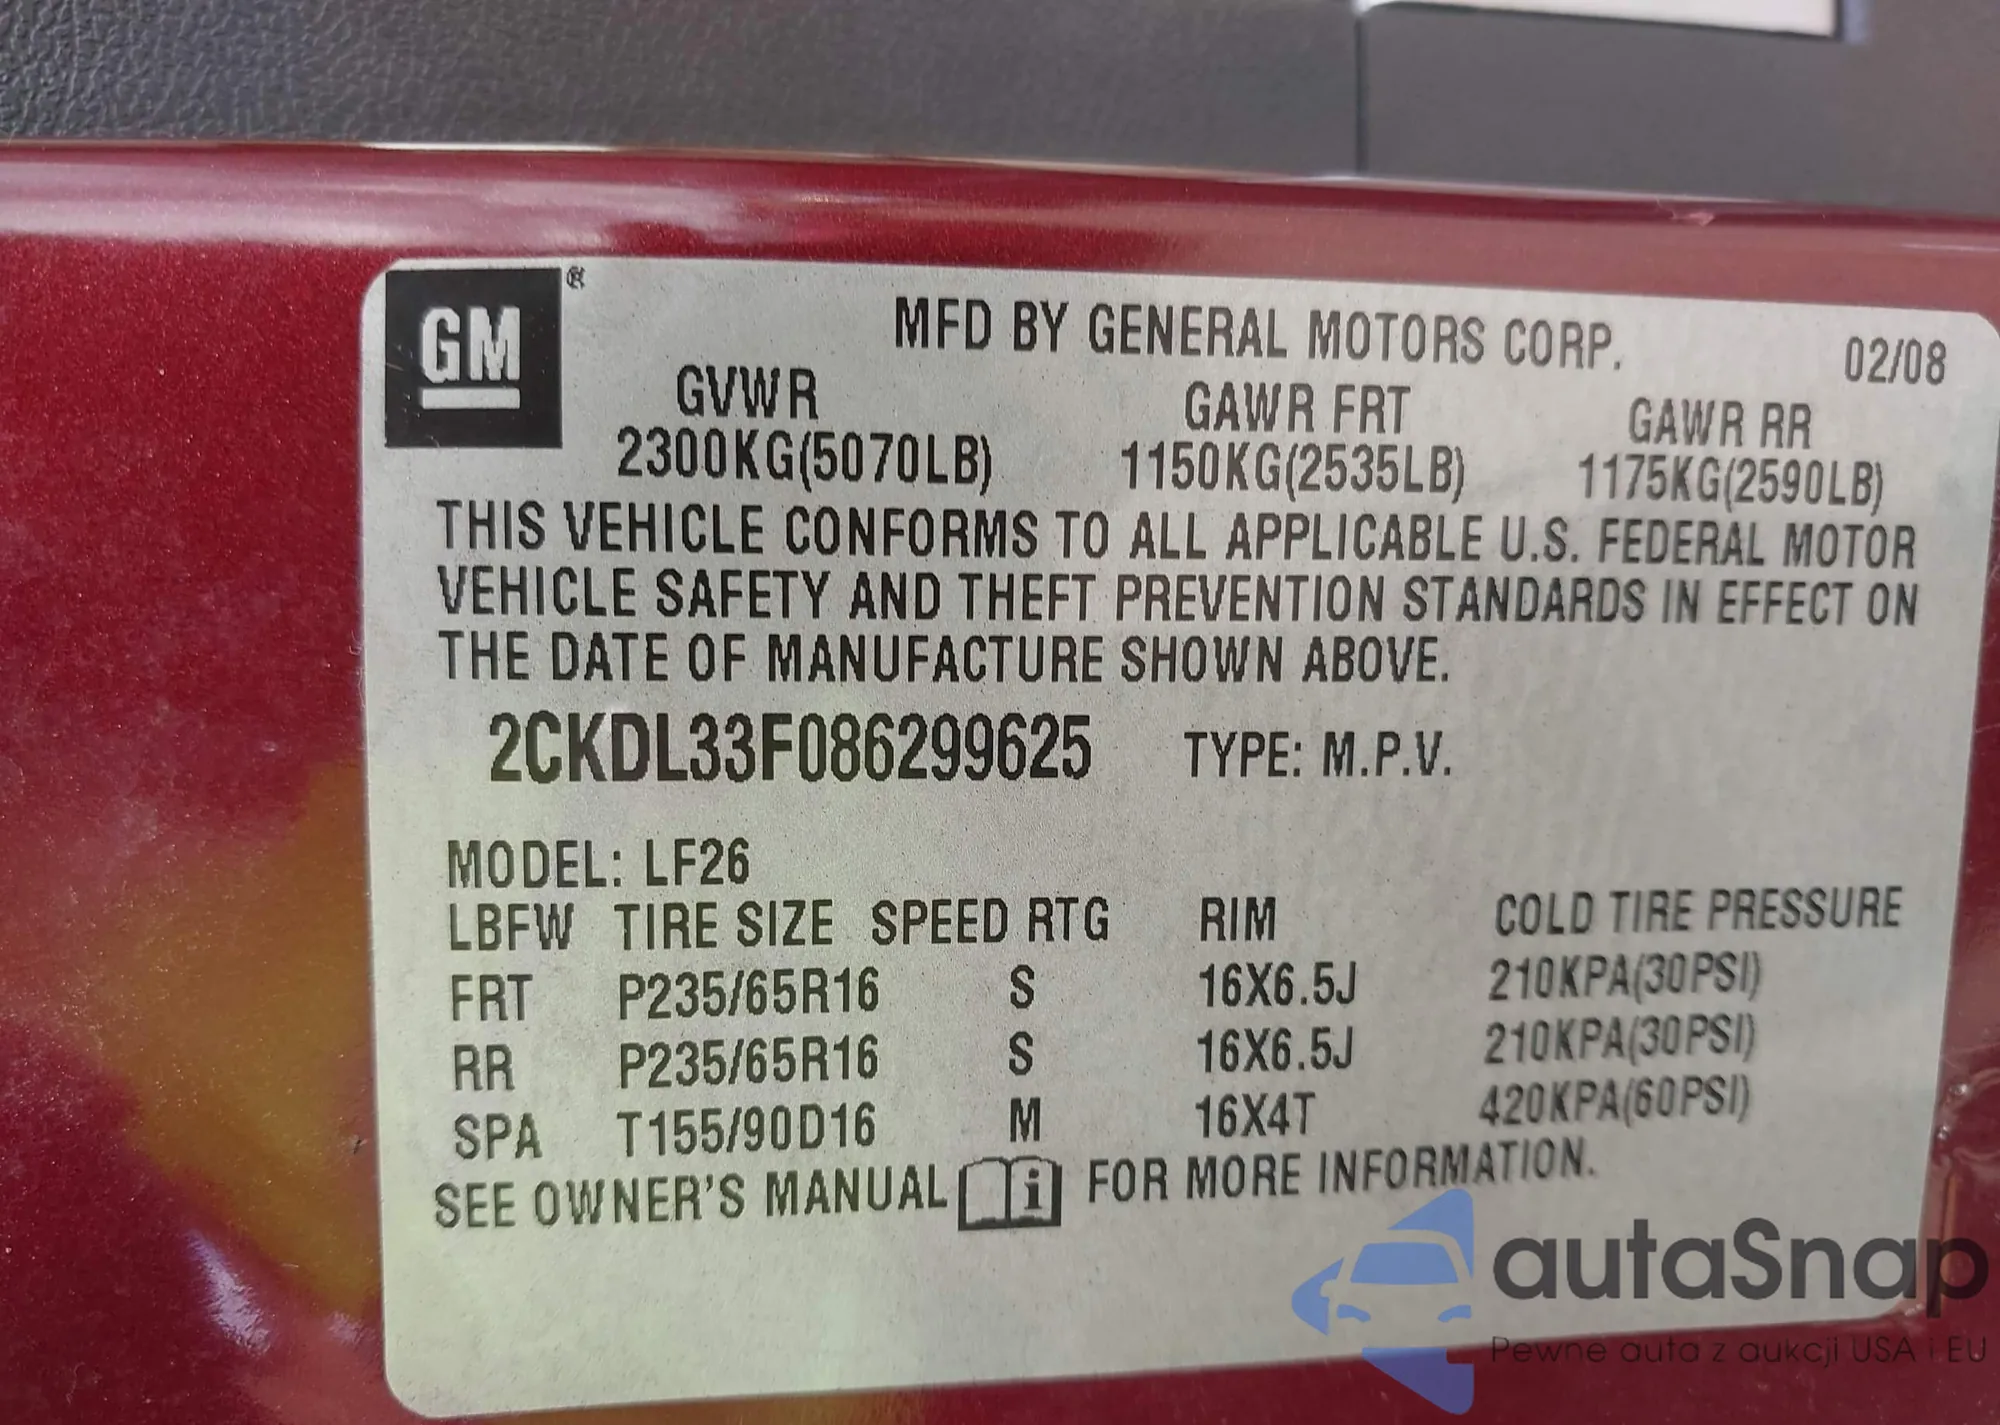 GM ®
MFD BY GENERAL MOTORS CORP. 02/08
GVWR GAWR FRT GAWR RR
2300KG(5070LB) 1150KG(2535LB) 1175KG(2590LB)
THIS VEHICLE CONFORMS TO ALL APPLICABLE U.S. FEDERAL MOTOR
VEHICLE SAFETY AND THEFT PREVENTION STANDARDS IN EFFECT ON
THE DATE OF MANUFACTURE SHOWN ABOVE.
2CKDL33F086299625 TYPE: M.P.V.
MODEL: LF26
LBFW TIRE SIZE SPEED RTG RIM COLD TIRE PRESSURE
FRT P235/65R16 S 16X6.5J 210KPA(30PSI)
RR P235/65R16 S 16X6.5J 210KPA(30PSI)
SPA T155/90D16 M 16X4T 420KPA(60PSI)
SEE OWNER'S MANUAL i FOR MORE INFORMATION.
autaSnap
Pewne auta z aukcji USA i EU